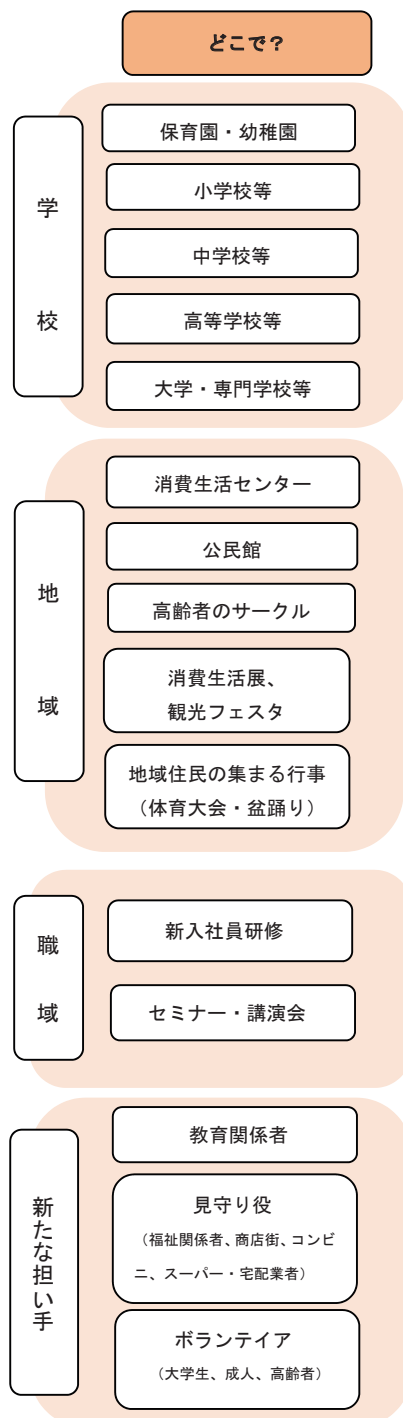 どこで？
学校
保育園・幼稚園
小学校等
中学校等
高等学校等
大学・専門学校等
地域
消費生活センター
公民館
高齢者のサークル
消費生活展、
観光フェスタ
地域住民の集まる行事
（体育大会・盆踊り）
職域
新入社員研修
セミナー・講演会
新たな担い手
教育関係者
見守り役
（福祉関係者、商店街、コンビ
ニ、スーパー・宅配業者）
ボランテイア
（大学生、成人、高齢者）